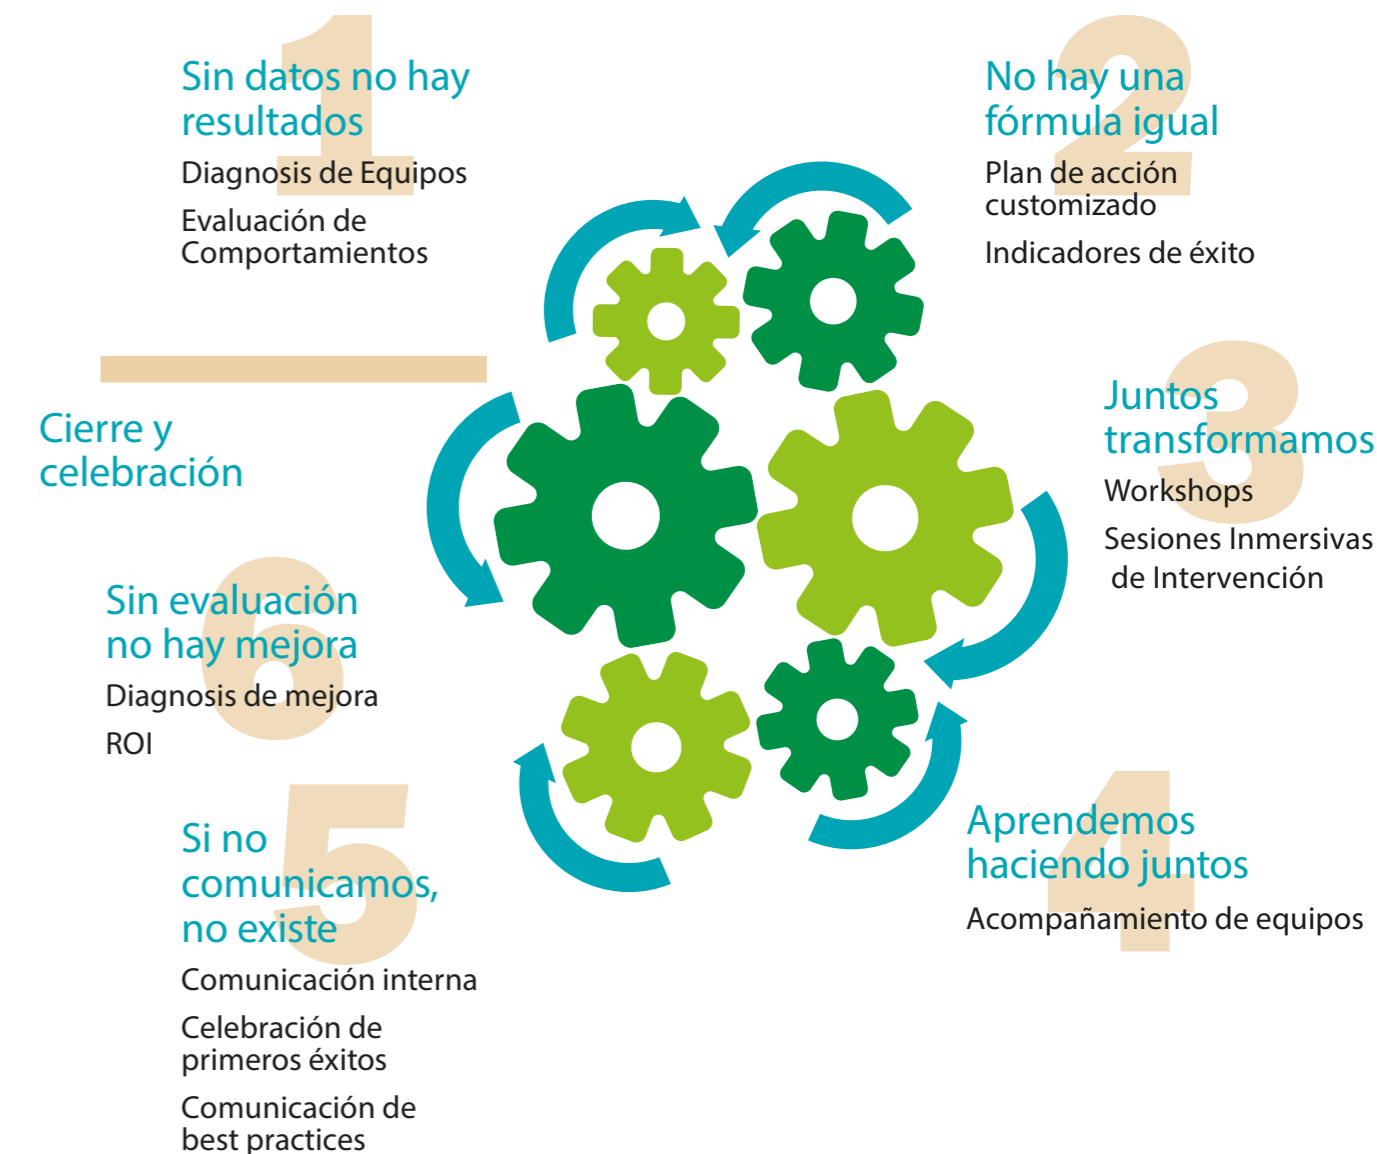 1
Sin datos no hay
resultados
Diagnosis de Equipos
Evaluación de
Comportamientos
2
No hay una
fórmula igual
Plan de acción
customizado
Indicadores de éxito
3
Juntos
transformamos
Workshops
Sesiones Inmersivas
de Intervención
4
Aprendemos
haciendo juntos
Acompañamiento de equipos
5
Si no
comunicamos,
no existe
Comunicación interna
Celebración de
primeros éxitos
Comunicación de
best practices
6
Sin evaluación
no hay mejora
Diagnosis de mejora
ROI
Cierre y
celebración